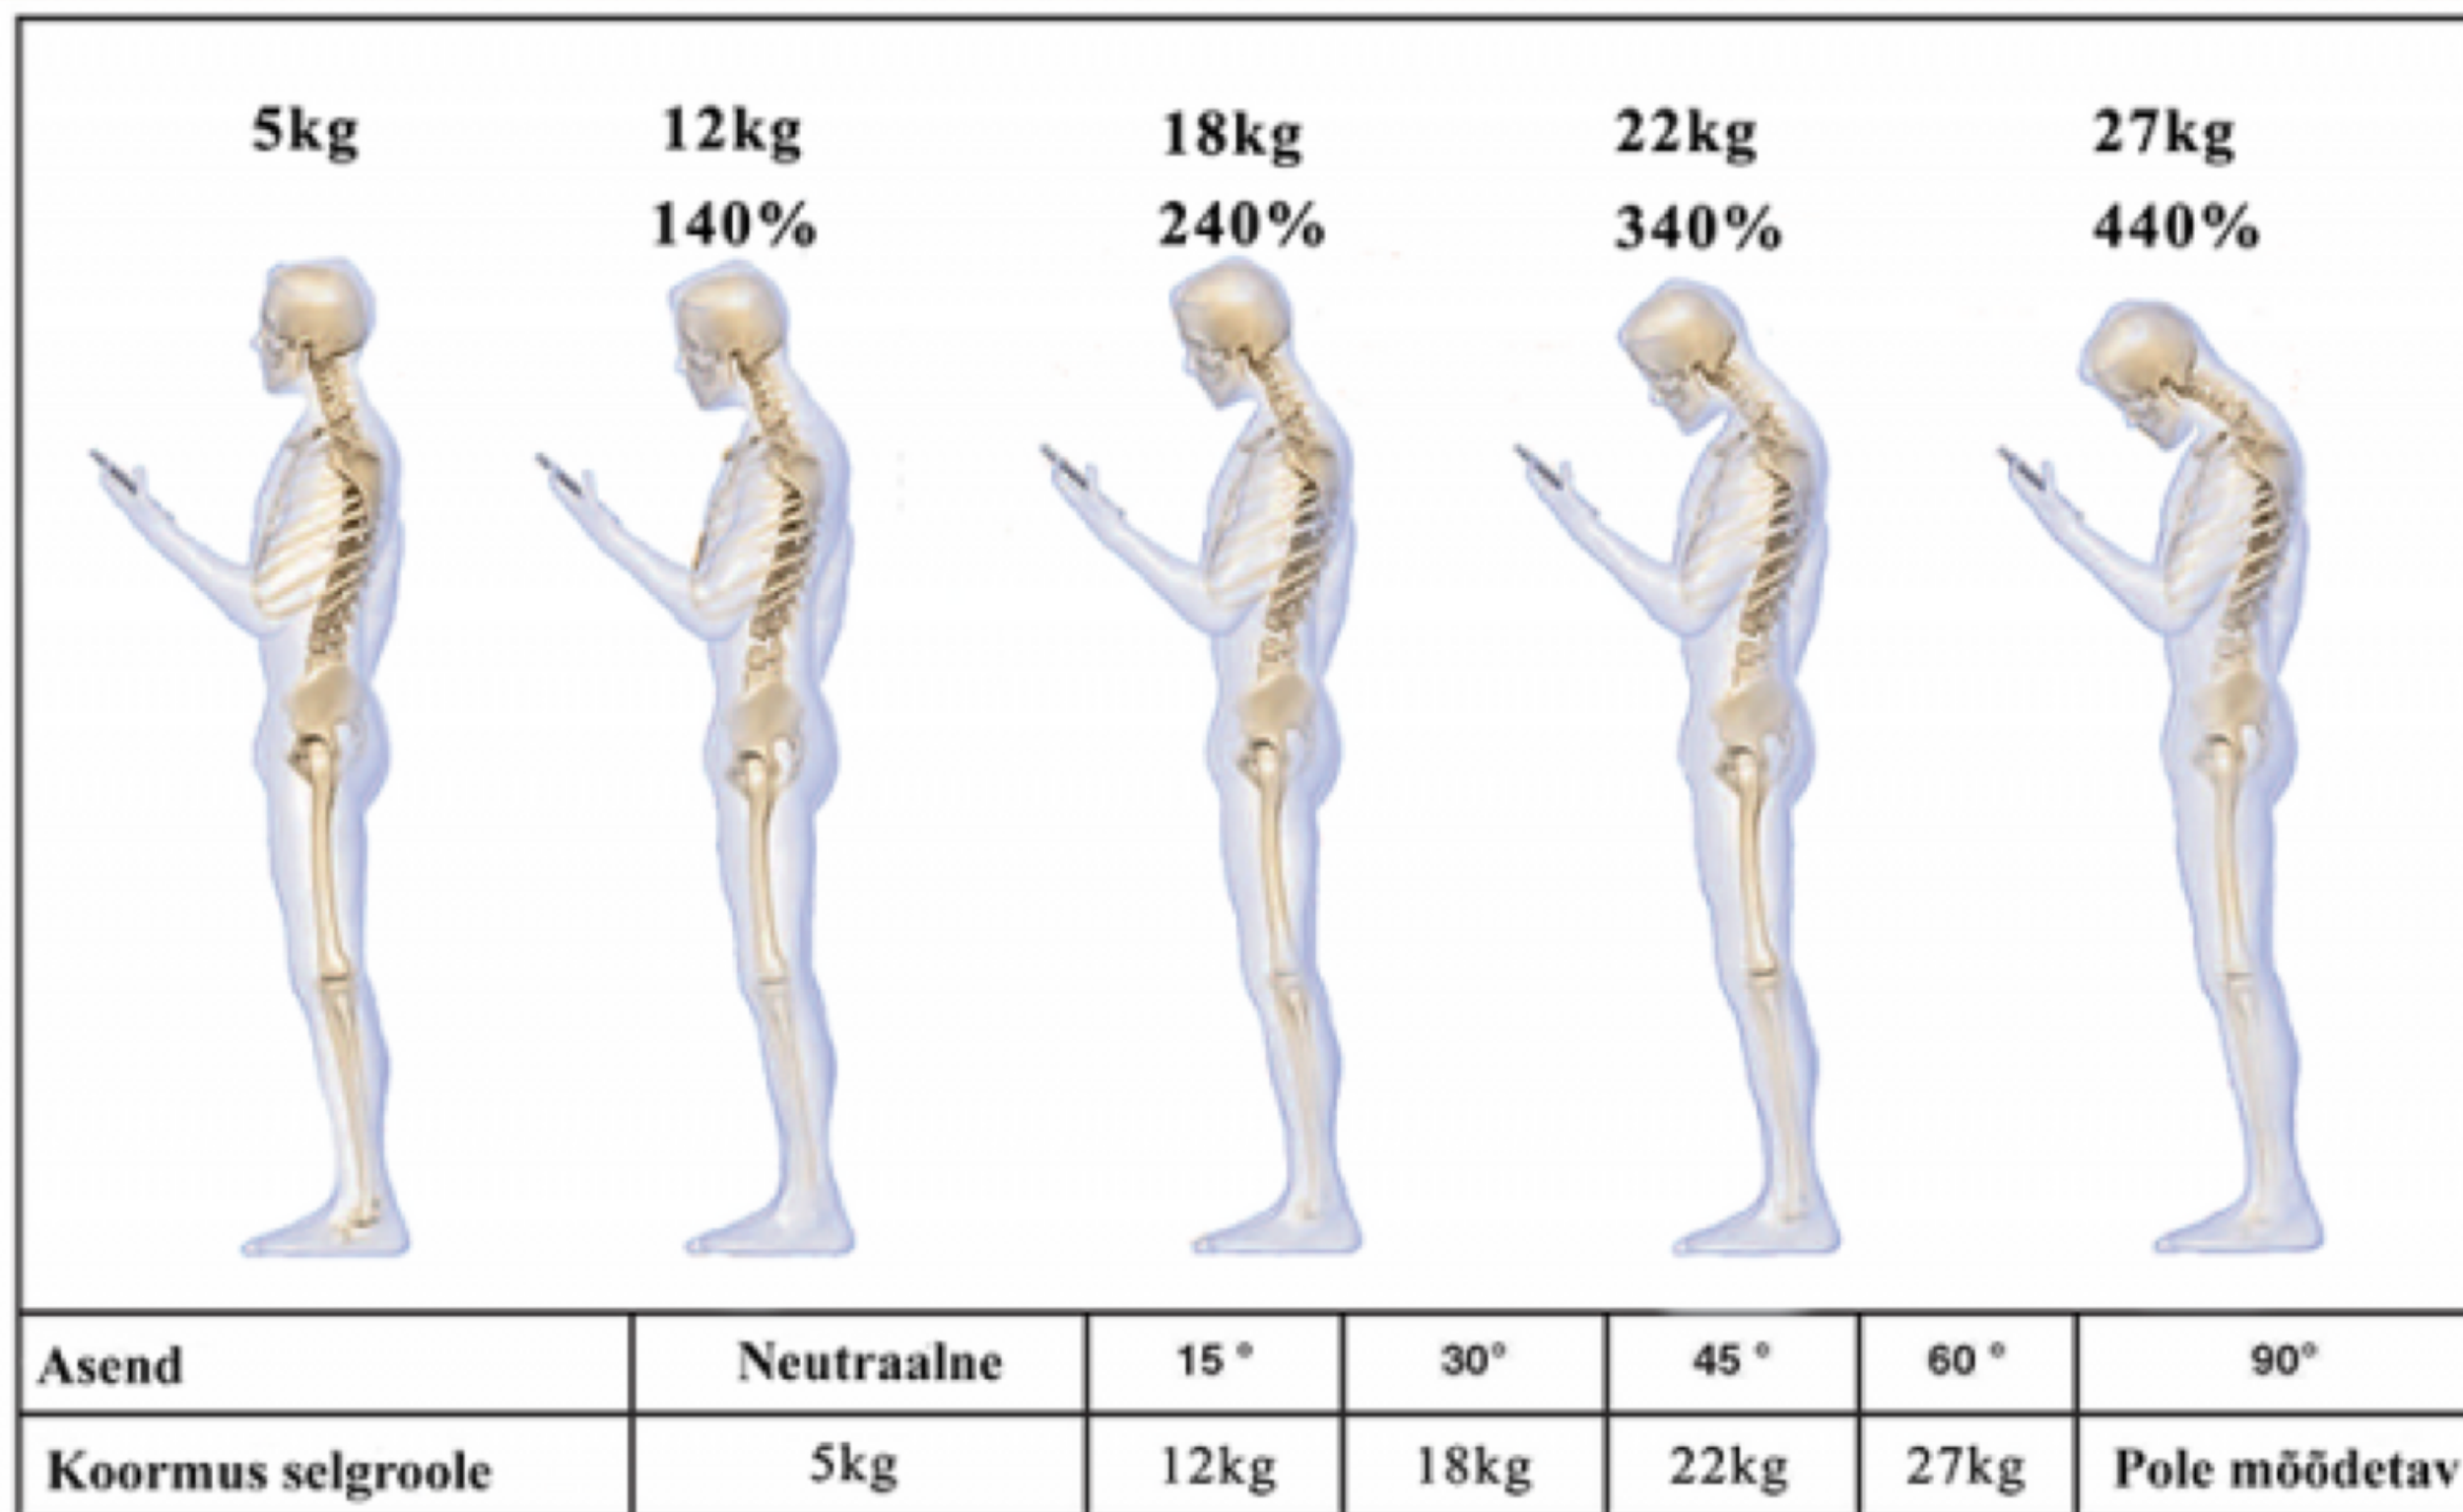 5kg 12kg 18kg 22kg 27kg
140% 240% 340% 440%
Asend Neutraalne 15 ° 30° 45 ° 60 ° 90°
Koormus selgroole 5kg 12kg 18kg 22kg 27kg Pole mõõdetav